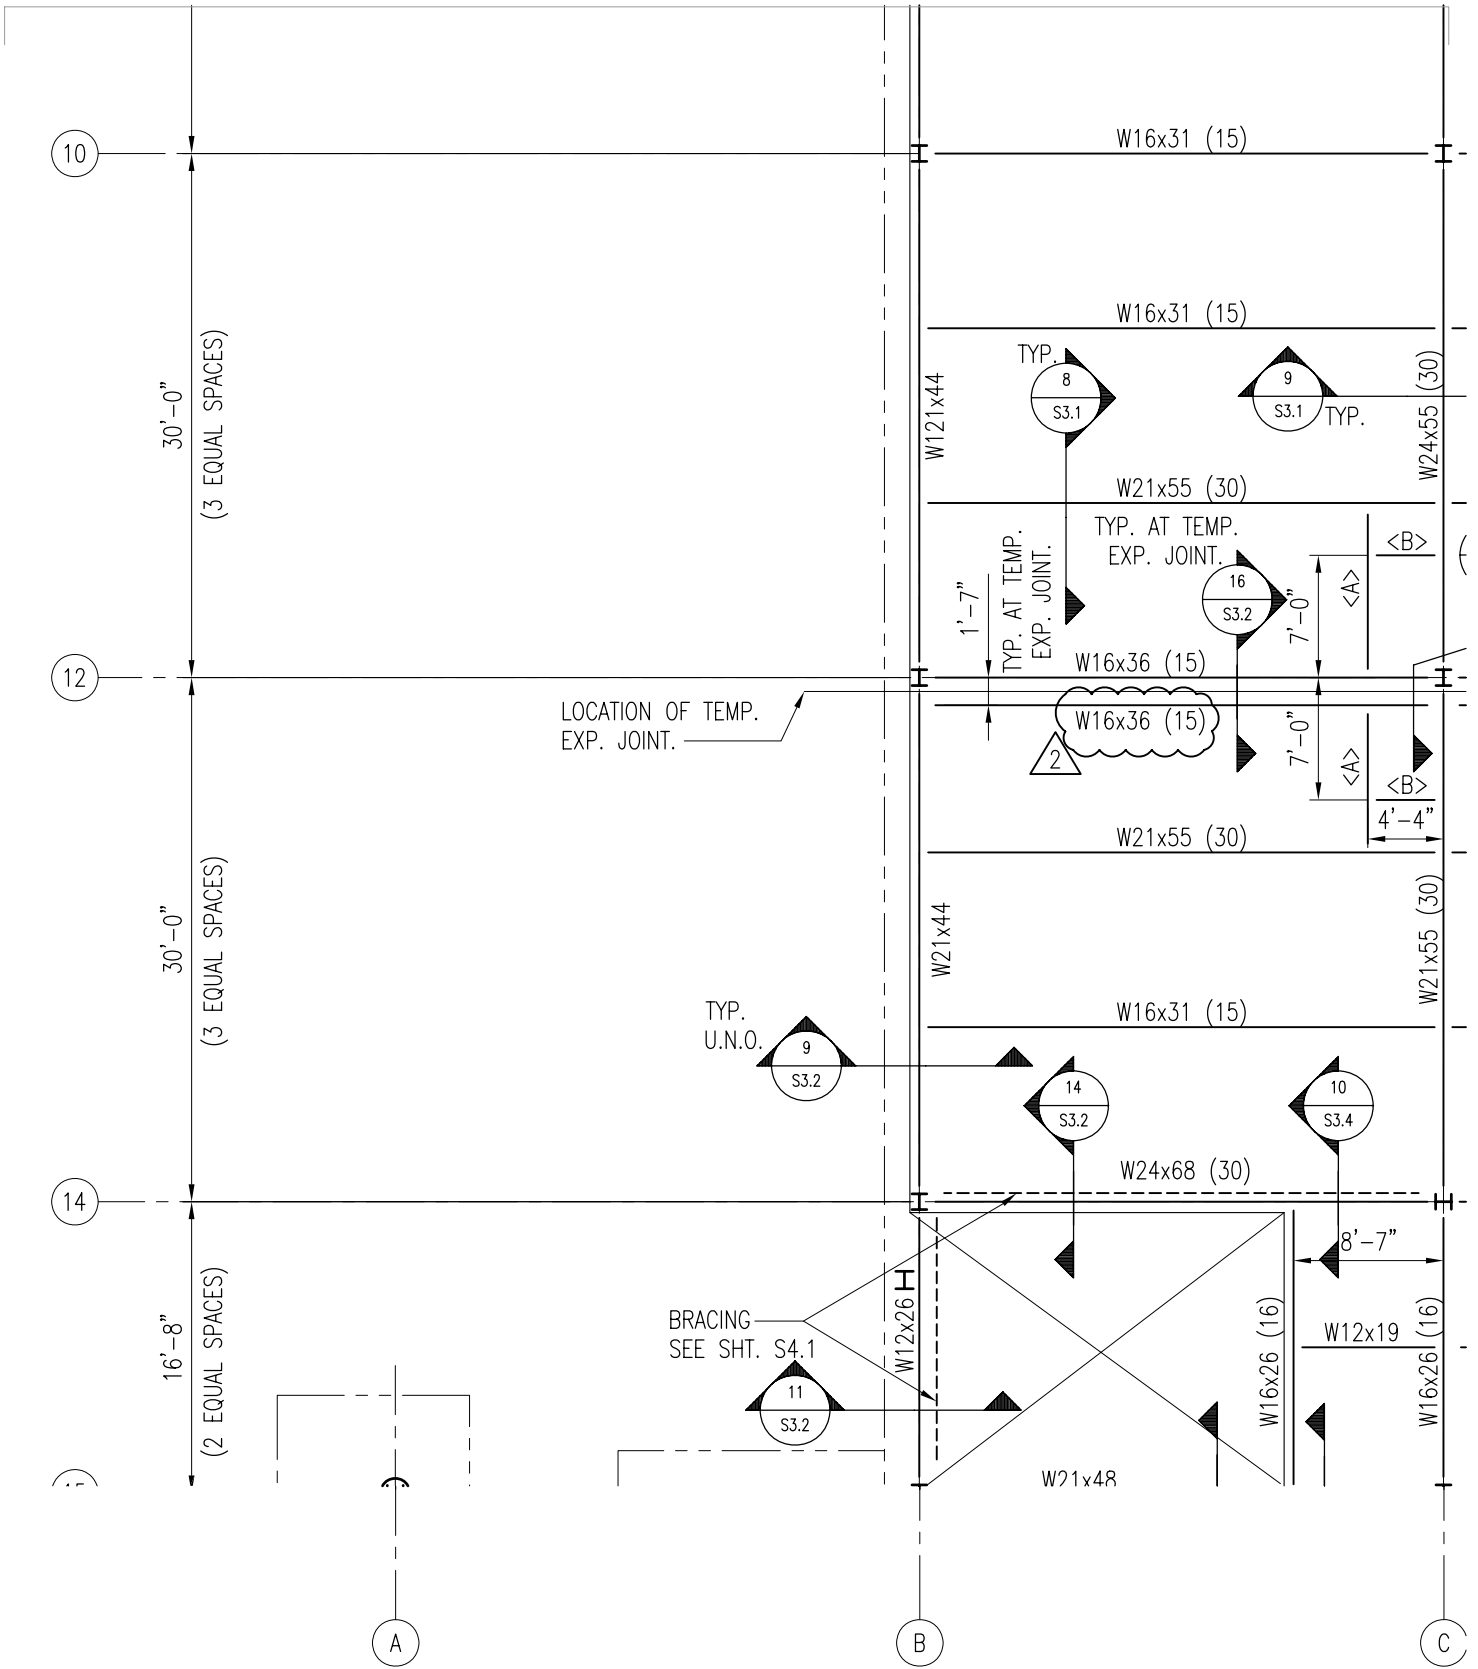 10
W16x31 (15)
30'-0"
(3 EQUAL SPACES)
W16x31 (15)
TYP.
8
S3.1
9
S3.1
TYP.
W121x44
W24x55 (30)
W21x55 (30)
TYP. AT TEMP.
EXP. JOINT.
TYP. AT TEMP.
EXP. JOINT.
1'-7"
16
S3.2
7'-0"
<A>
<B>
12
W16x36 (15)
LOCATION OF TEMP.
EXP. JOINT.
W16x36 (15)
2
7'-0"
<A>
<B>
4'-4"
W21x55 (30)
30'-0"
(3 EQUAL SPACES)
W21x44
W21x55 (30)
TYP.
U.N.O.
9
S3.2
W16x31 (15)
14
S3.2
10
S3.4
W24x68 (30)
14
8'-7"
16'-8"
(2 EQUAL SPACES)
BRACING
SEE SHT. S4.1
W12x26
W16x26 (16)
W12x19
W16x26 (16)
11
S3.2
W21x48
A
B
C